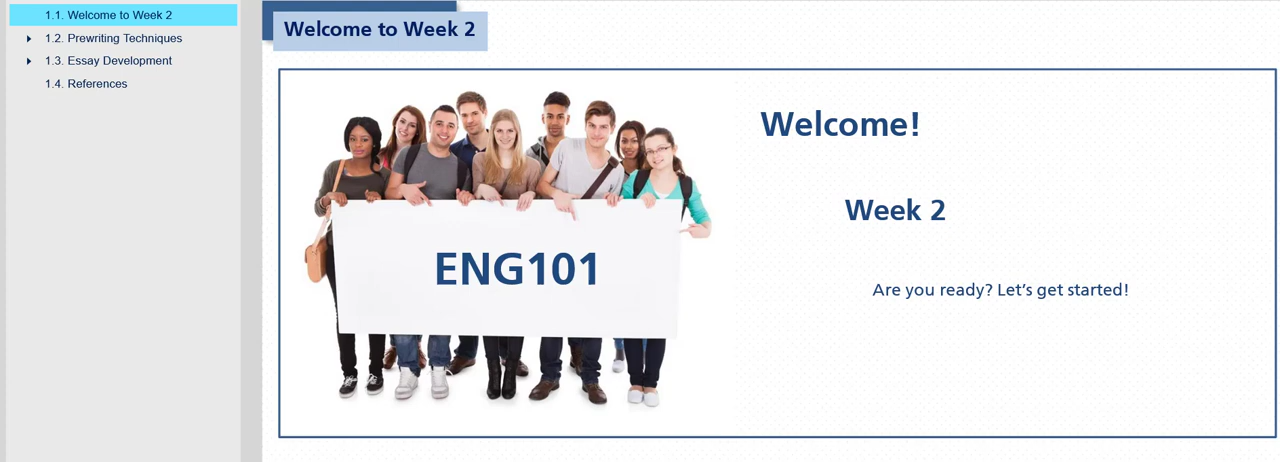 1.1. Welcome to Week 2
1.2. Prewriting Techniques
1.3. Essay Development
1.4. References
Welcome to Week 2
ENG101
Welcome!
Week 2
Are you ready? Let’s get started!